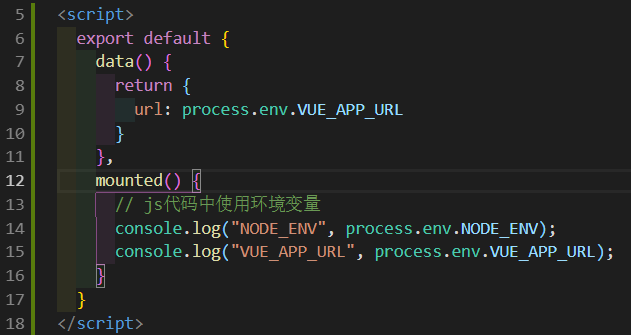 5 <script>
6 export default {
7 data() {
8 return {
9 url: process.env.VUE_APP_URL
10 }
11 },
12 mounted() {
13 // js代码中使用环境变量
14 console.log("NODE_ENV", process.env.NODE_ENV);
15 console.log("VUE_APP_URL", process.env.VUE_APP_URL);
16 }
17 }
18 </script>